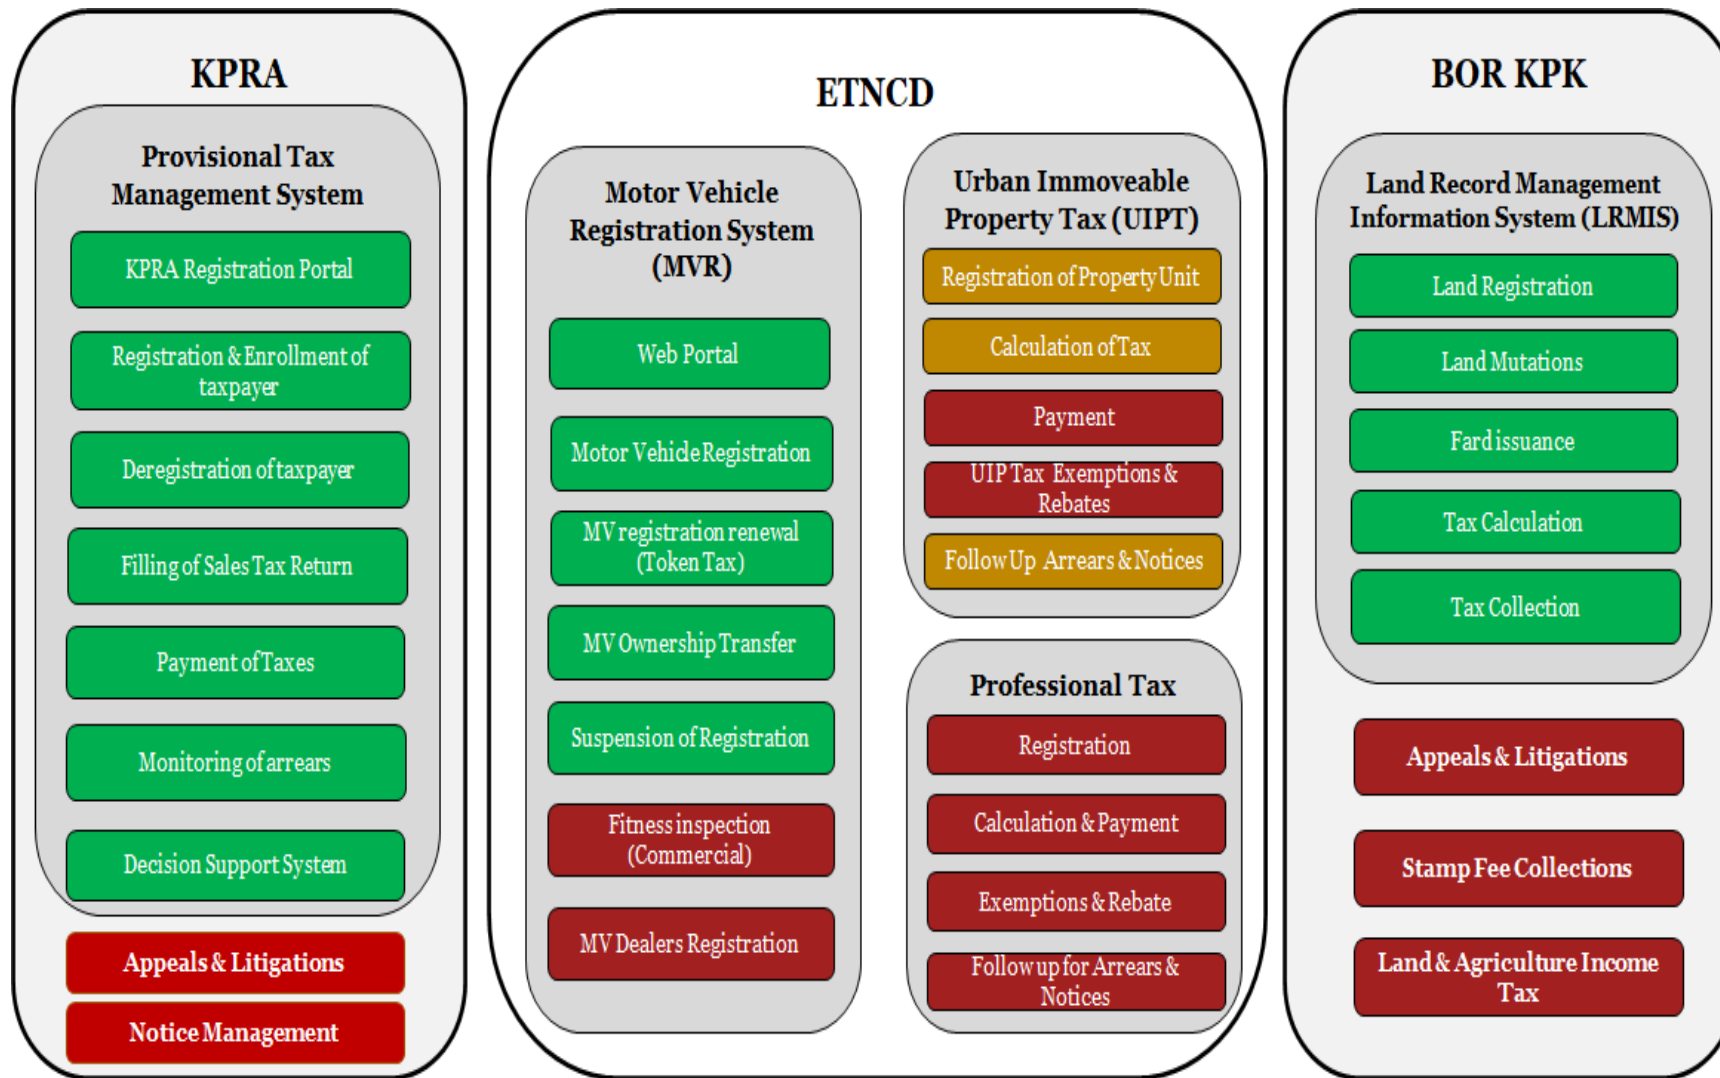 KPRA
Provisional Tax
Management System
KPRA Registration Portal
Registration & Enrollment of
taxpayer
Deregistration of taxpayer
Filling of Sales Tax Return
Payment of Taxes
Monitoring of arrears
Decision Support System
Appeals & Litigations
Notice Management
ETNCD
Motor Vehicle
Registration System
(MVR)
Web Portal
Motor Vehicle Registration
MV registration renewal
(Token Tax)
MV Ownership Transfer
Suspension of Registration
Fitness inspection
(Commercial)
MV Dealers Registration
Urban Immoveable
Property Tax (UIPT)
Registration of Property Unit
Calculation of Tax
Payment
UIP Tax Exemptions &
Rebates
Follow Up Arrears & Notices
Professional Tax
Registration
Calculation & Payment
Exemptions & Rebate
Follow up for Arrears &
Notices
BOR KPK
Land Record Management
Information System (LRMIS)
Land Registration
Land Mutations
Fard issuance
Tax Calculation
Tax Collection
Appeals & Litigations
Stamp Fee Collections
Land & Agriculture Income
Tax